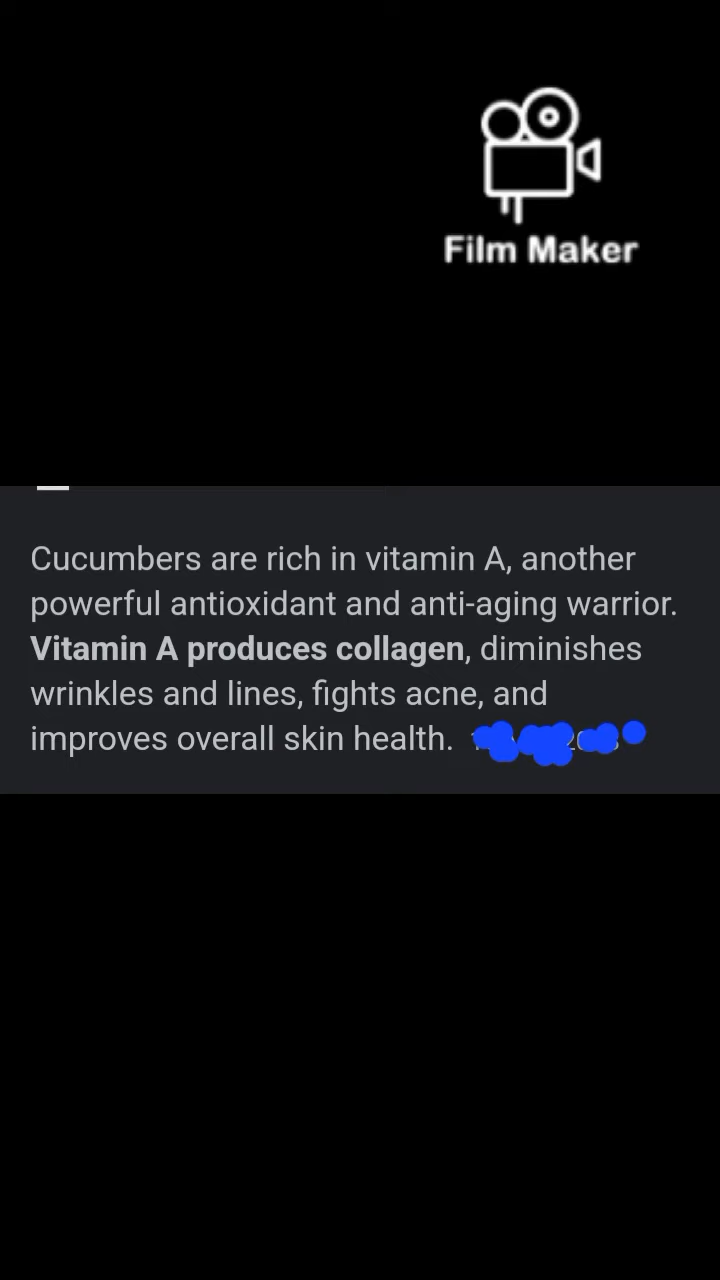 Film Maker
Cucumbers are rich in vitamin A, another
powerful antioxidant and anti-aging warrior.
Vitamin A produces collagen, diminishes
wrinkles and lines, fights acne, and
improves overall skin health.